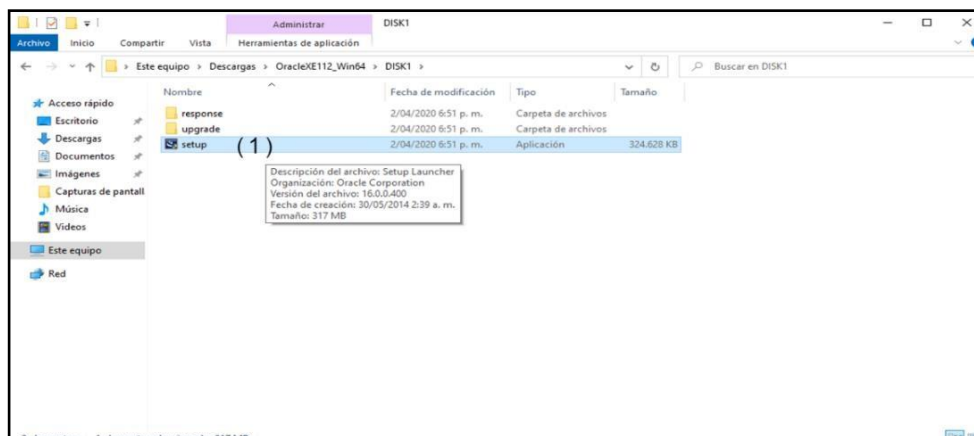 Administrar DISK1
Archivo Inicio Compartir Vista Herramientas de aplicación
Este equipo > Descargas > OracleXE112_Win64 > DISK1 > Buscar en DISK1
Nombre Fecha de modificación Tipo Tamaño
Acceso rápido
Escritorio
Descargas
Documentos
Imágenes
Capturas de pantall
Música
Videos
Este equipo
Red
response 2/04/2020 6:51 p. m. Carpeta de archivos
upgrade 2/04/2020 6:51 p. m. Carpeta de archivos
setup (1) 2/04/2020 6:51 p. m. Aplicación 324.628 KB
Descripción del archivo: Setup Launcher
Organización: Oracle Corporation
Versión del archivo: 16.0.0.400
Fecha de creación: 30/05/2014 2:39 a. m.
Tamaño: 317 MB